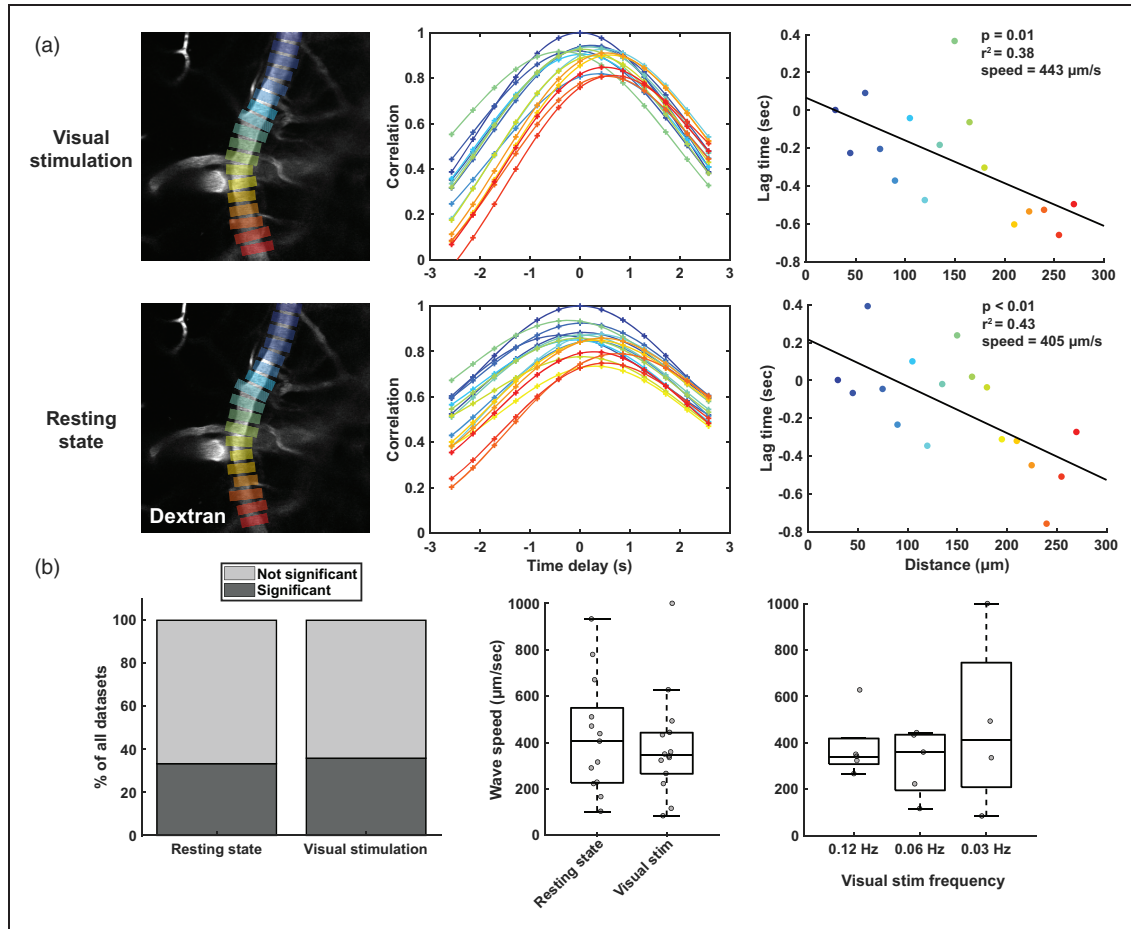 (a)
Visual
stimulation
Correlation
1
0.8
0.6
0.4
0.2
0
-3 -2 -1 0 1 2 3
Lag time (sec)
0.4
0.2
0
-0.2
-0.4
-0.6
-0.8
0 50 100 150 200 250 300
p = 0.01
r² = 0.38
speed = 443 µm/s
Resting
state
Dextran
Correlation
1
0.8
0.6
0.4
0.2
0
-3 -2 -1 0 1 2 3
Time delay (s)
Lag time (sec)
0.4
0.2
0
-0.2
-0.4
-0.6
-0.8
0 50 100 150 200 250 300
Distance (µm)
p < 0.01
r² = 0.43
speed = 405 µm/s
(b)
Not significant
Significant
% of all datasets
100
80
60
40
20
0
Resting state Visual stimulation
Wave speed (µm/sec)
1000
800
600
400
200
0
Resting state
Visual stim
1000
800
600
400
200
0
0.12 Hz 0.06 Hz 0.03 Hz
Visual stim frequency